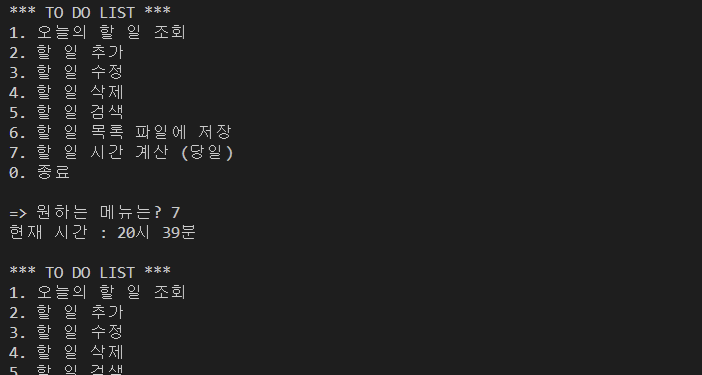 *** TO DO LIST ***
1. 오늘의 할 일 조회
2. 할 일 추가
3. 할 일 수정
4. 할 일 삭제
5. 할 일 검색
6. 할 일 목록 파일에 저장
7. 할 일 시간 계산 (당일)
0. 종료
=> 원하는 메뉴는? 7
현재 시간 : 20시 39분
*** TO DO LIST ***
1. 오늘의 할 일 조회
2. 할 일 추가
3. 할 일 수정
4. 할 일 삭제
5. 할 일 검색